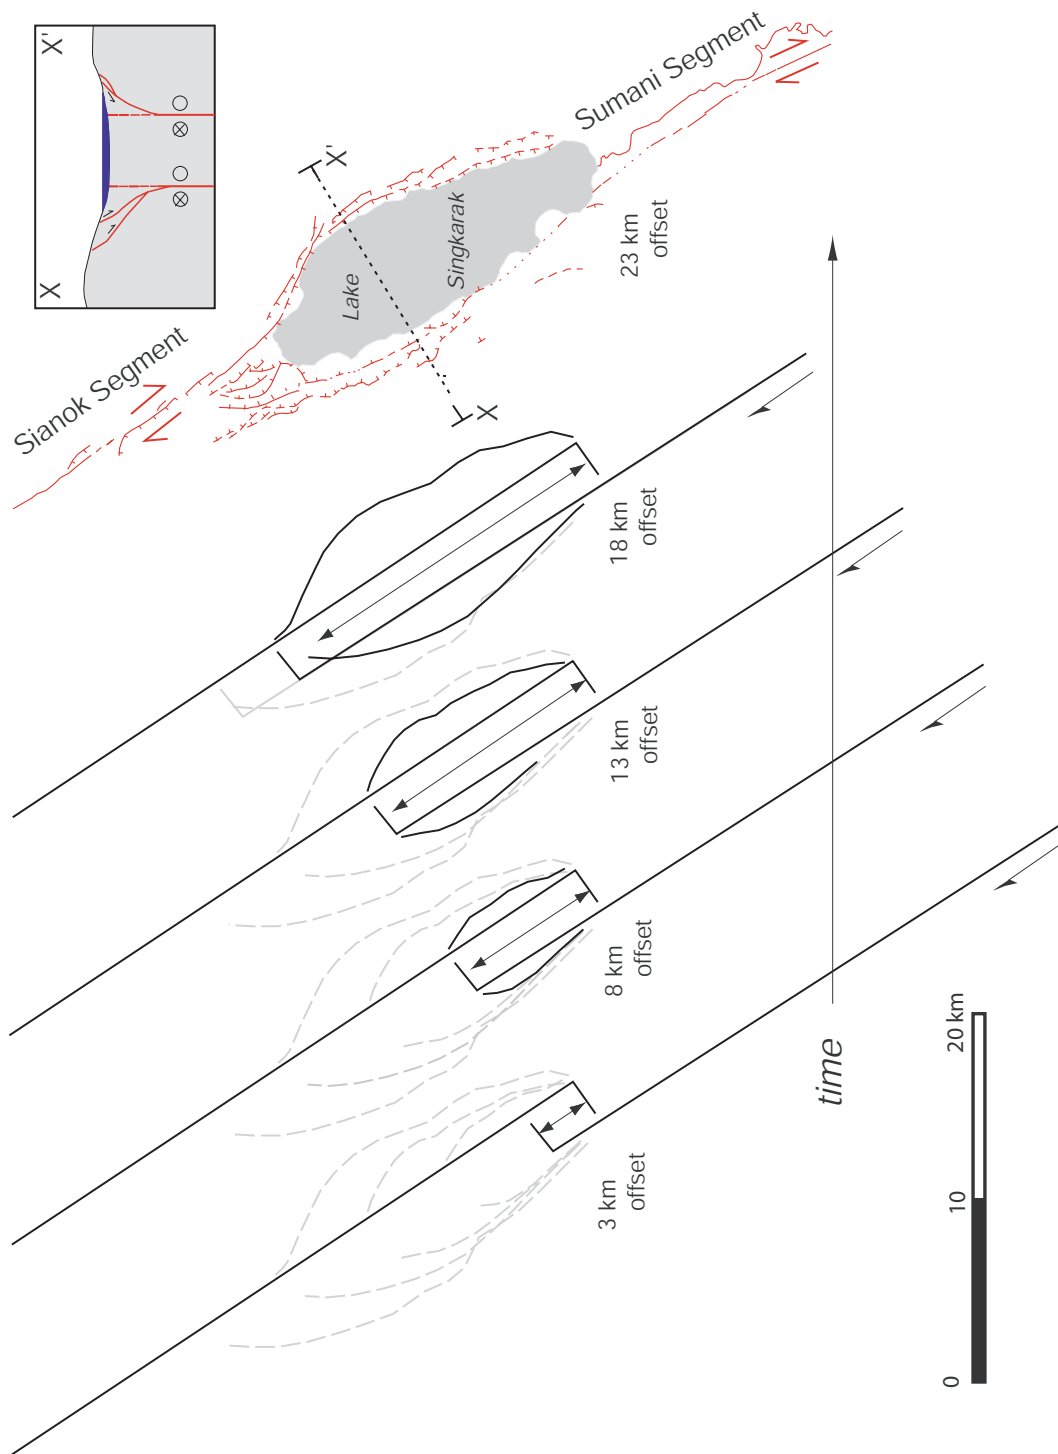 X
X'
Sianok Segment
Sumani Segment
Lake
Singkarak
X
X'
3 km
offset
8 km
offset
13 km
offset
18 km
offset
23 km
offset
time
0
10
20 km